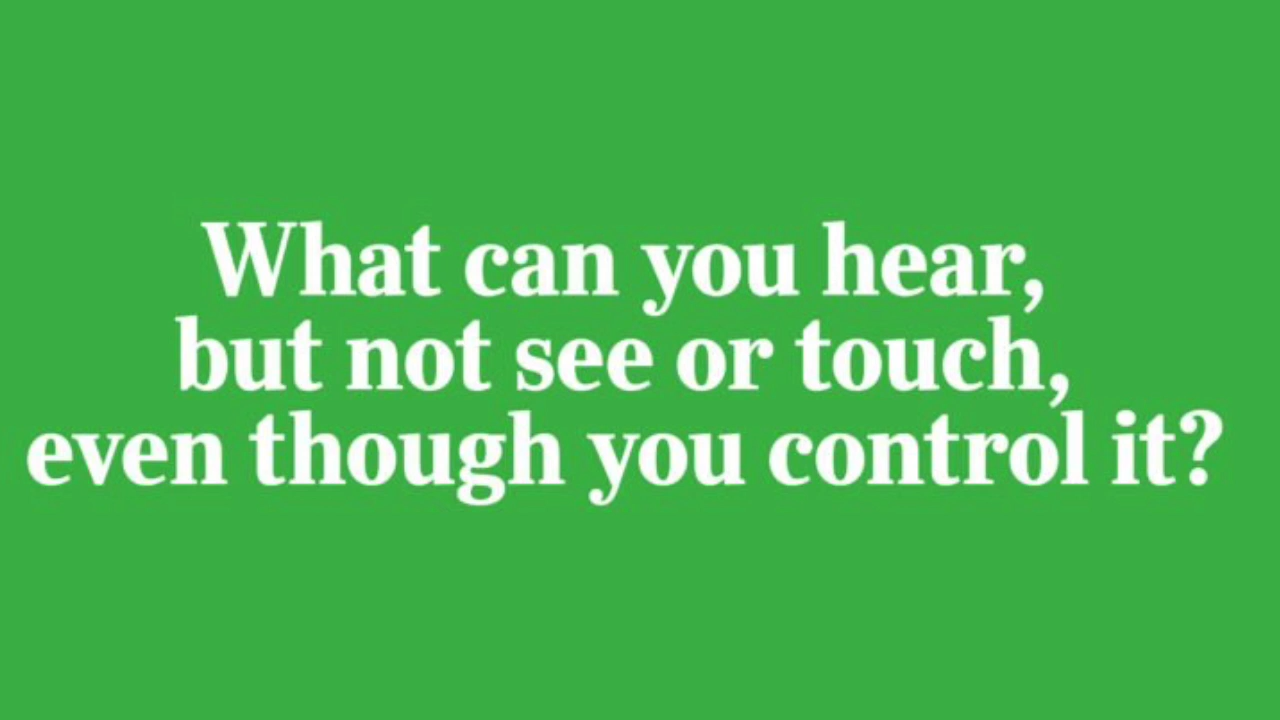 What can you hear,
but not see or touch,
even though you control it?